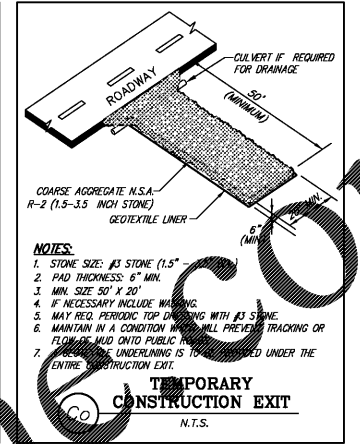 CULVERT IF REQUIRED
FOR DRAINAGE
ROADWAY
50'
(MINIMUM)
COARSE AGGREGATE N.S.A.
R-2 (1.5-3.5 INCH STONE)
GEOTEXTILE LINER
6"
(MIN
MIN.
NOTES:
1. STONE SIZE: #3 STONE (1.5" -
2. PAD THICKNESS: 6" MIN.
3. MIN. SIZE 50' X 20'
4. IF NECESSARY INCLUDE
5. MAY REQ. PERIODIC TOP DRESSING WITH #3 STONE.
6. MAINTAIN IN A CONDITION WHICH WILL PREVENT TRACKING OR
FLOW OF MUD ONTO PUBLIC
7. GEOTEXTILE UNDERLINING IS TO BE PROVIDED UNDER THE
ENTIRE CONSTRUCTION EXIT.
TEMPORARY
CONSTRUCTION EXIT
Co
N.T.S.